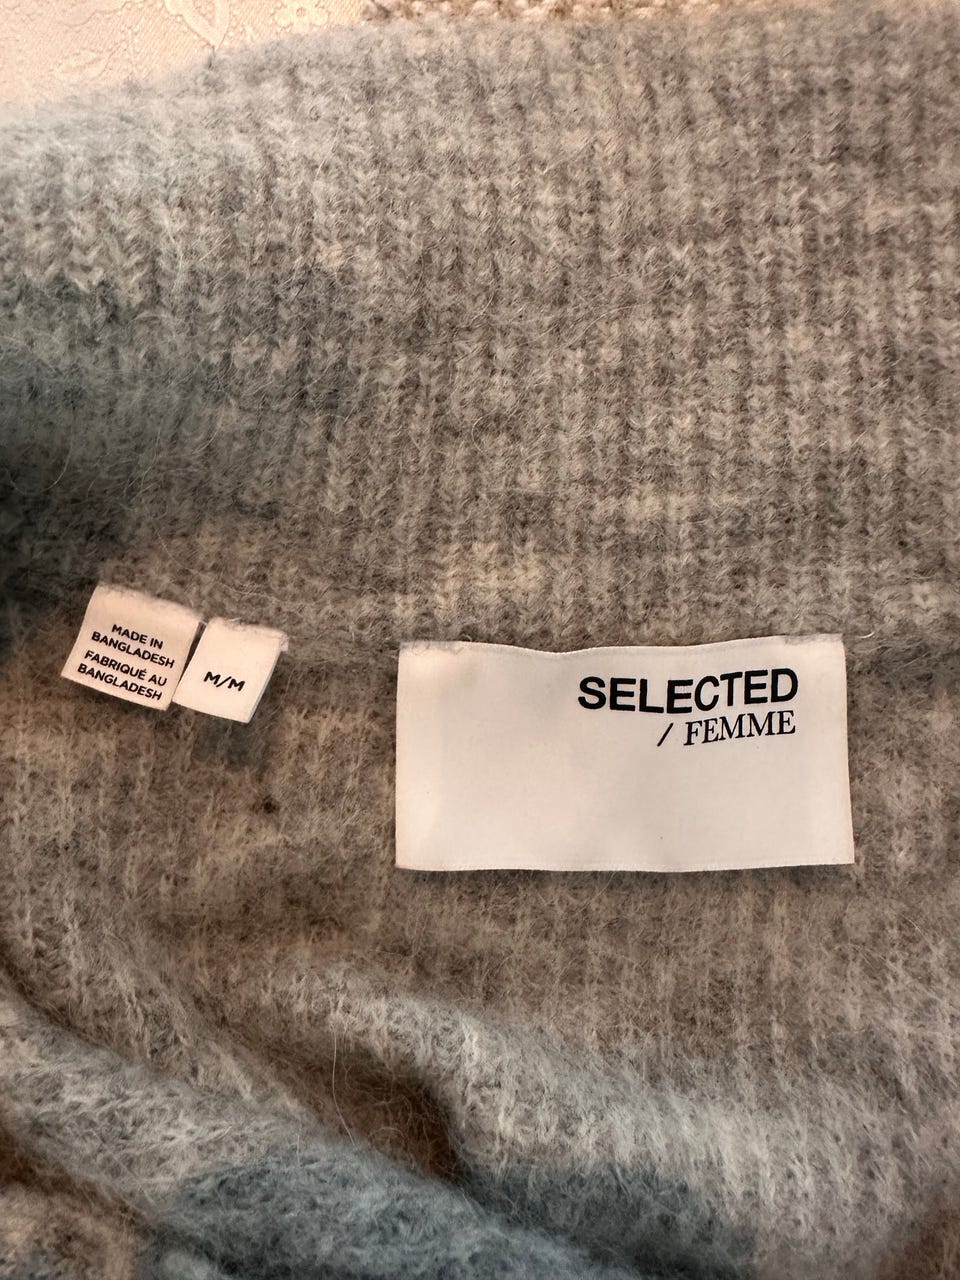 MADE IN
BANGLADESH
FABRIQUÉ AU
BANGLADESH
M/M
SELECTED
/ FEMME